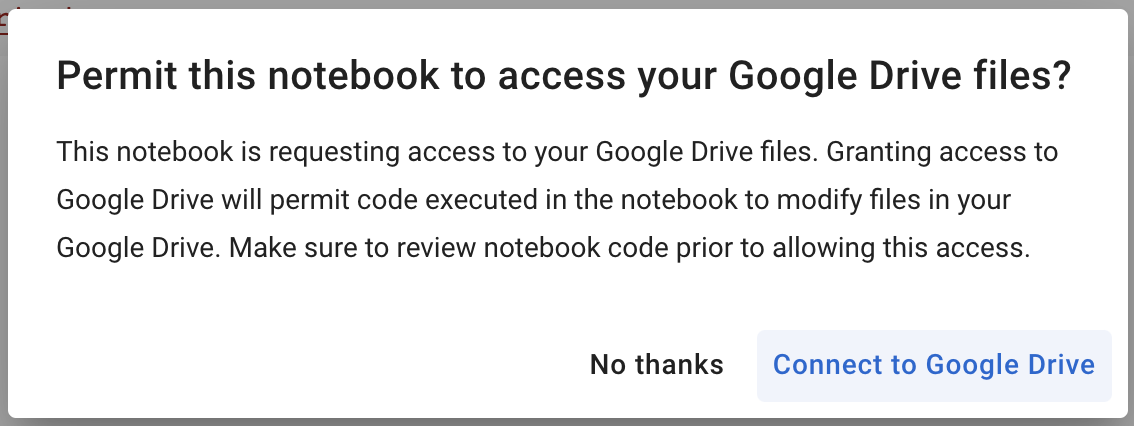 Permit this notebook to access your Google Drive files?
This notebook is requesting access to your Google Drive files. Granting access to
Google Drive will permit code executed in the notebook to modify files in your
Google Drive. Make sure to review notebook code prior to allowing this access.
No thanks
Connect to Google Drive